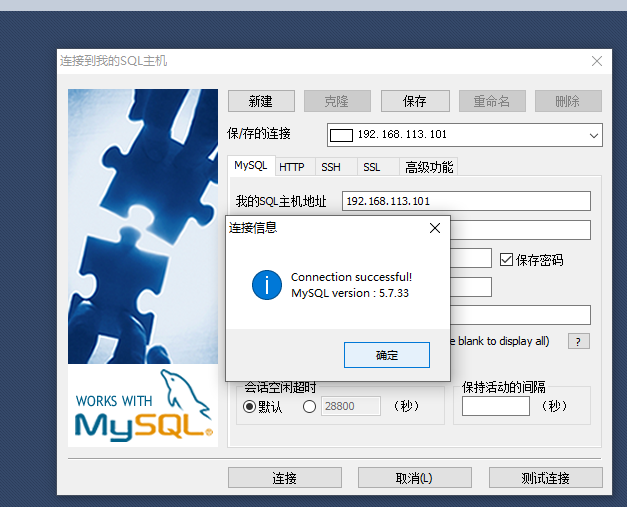 连接到我的SQL主机
新建
克隆
保存
重命名
删除
保/存的连接
192.168.113.101
MySQL
HTTP
SSH
SSL
高级功能
我的SQL主机地址
192.168.113.101
连接信息
Connection successful!
MySQL version : 5.7.33
确定
保存密码
e blank to display all)
?
会话空闲超时
默认
28800
(秒)
保持活动的间隔
(秒)
WORKS WITH
MySQL
连接
取消(L)
测试连接